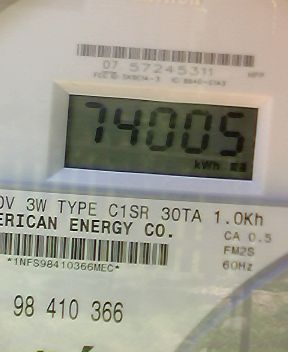 07 57245311
74005
kWh
0V 3W TYPE C1SR 30TA 1.0Kh
ERICAN ENERGY CO.
CA 0.5
FM2S
60Hz
*1NFS98410366MEC*
98 410 366